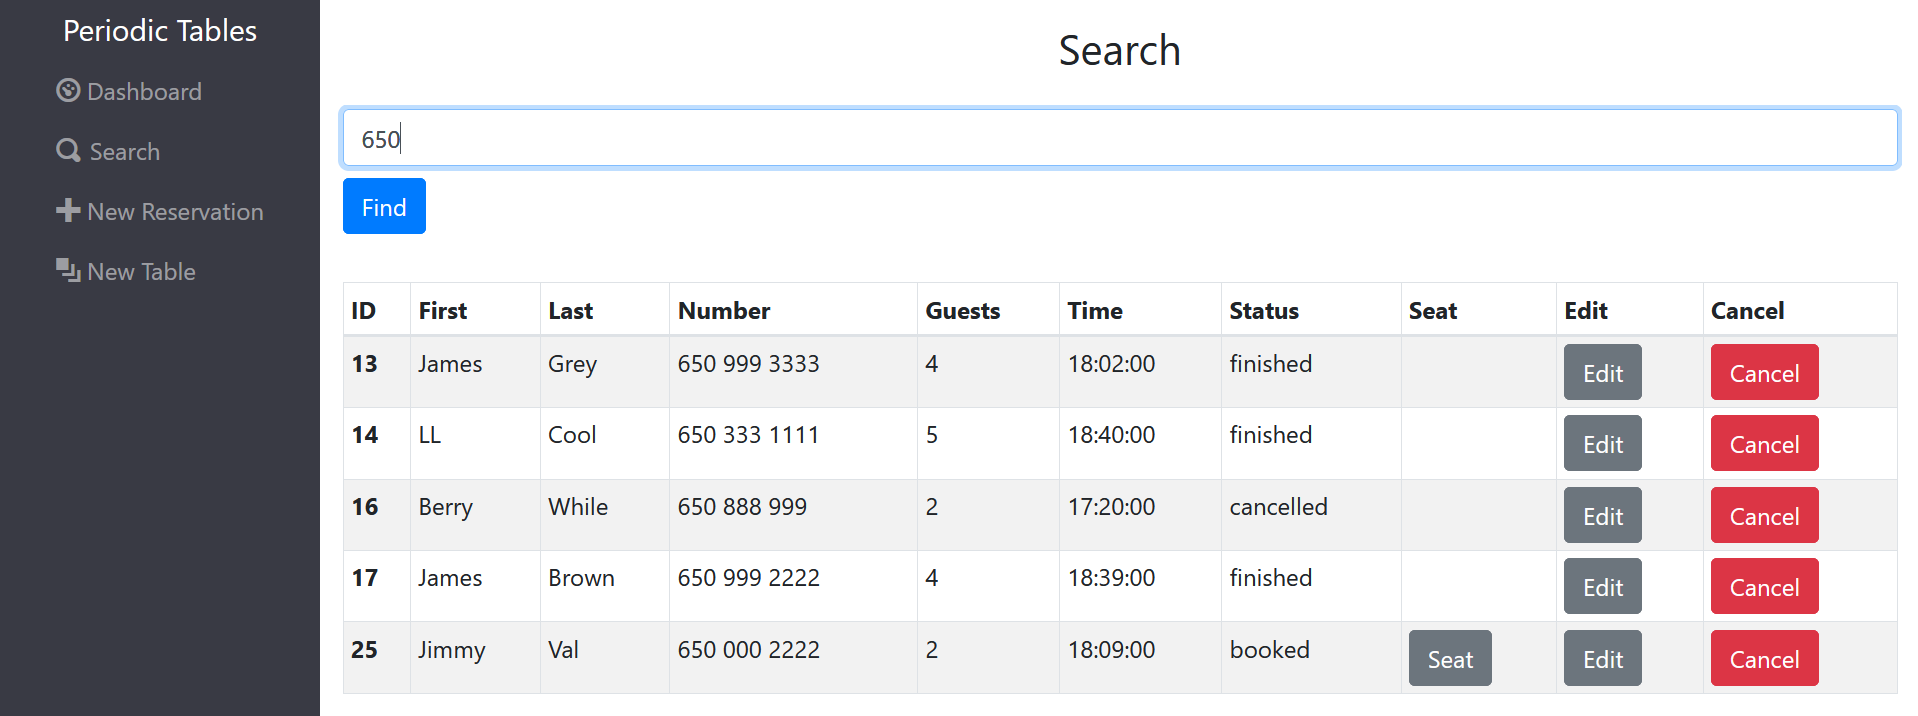 Periodic Tables
Dashboard
Search
New Reservation
New Table
Search
650
Find
ID First Last Number Guests Time Status Seat Edit Cancel
13 James Grey 650 999 3333 4 18:02:00 finished Edit Cancel
14 LL Cool 650 333 1111 5 18:40:00 finished Edit Cancel
16 Berry While 650 888 999 2 17:20:00 cancelled Edit Cancel
17 James Brown 650 999 2222 4 18:39:00 finished Edit Cancel
25 Jimmy Val 650 000 2222 2 18:09:00 booked Seat Edit Cancel